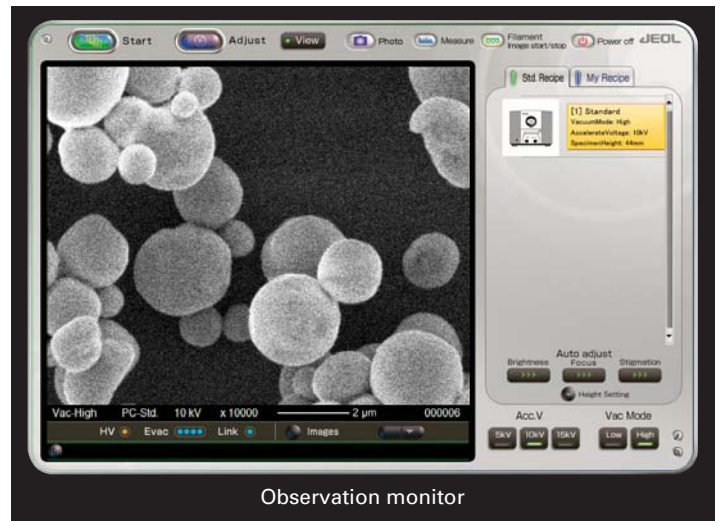 Start Adjust View Photo Measure Filament Image start/stop Power off JEOL
Std. Recipe My Recipe
[1] Standard
VacuumMode: High
AccelerateVoltage: 10kV
SpecimenHeight: 44mm
Auto adjust
Brightness Focus Stigmation
>>> >>> >>>
Height Setting
Vac-High PC-Std. 10 kV x 10000 2 µm 000006
HV Evac Link Images
Acc.V Vac Mode
5kV 10kV 15kV Low High
Observation monitor